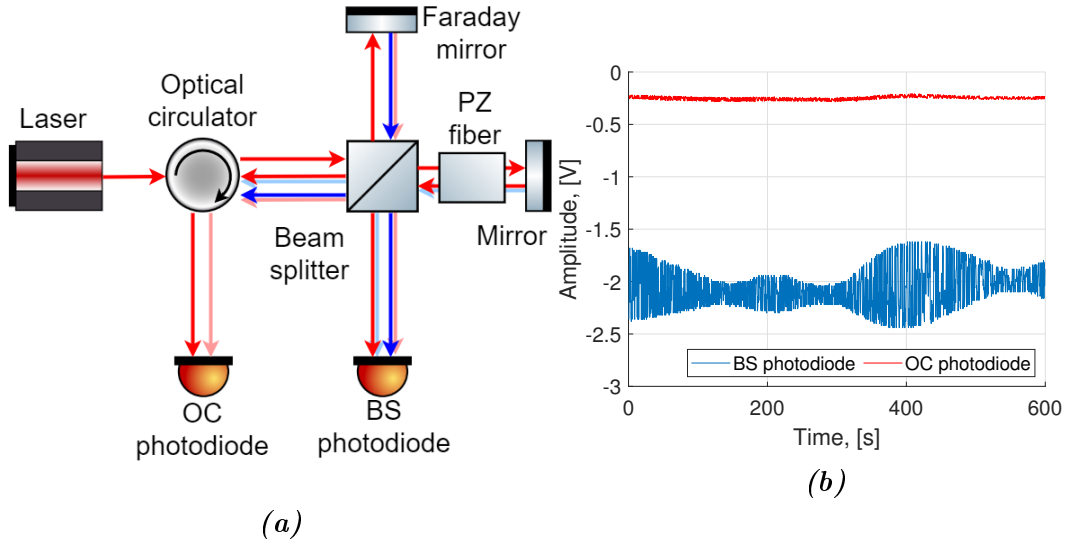 Laser
Optical
circulator
Faraday
mirror
PZ
fiber
Mirror
Beam
splitter
OC
photodiode
BS
photodiode
(a)
Amplitude, [V]
0
-0.5
-1
-1.5
-2
-2.5
-3
BS photodiode
OC photodiode
0
200
400
600
Time, [s]
(b)